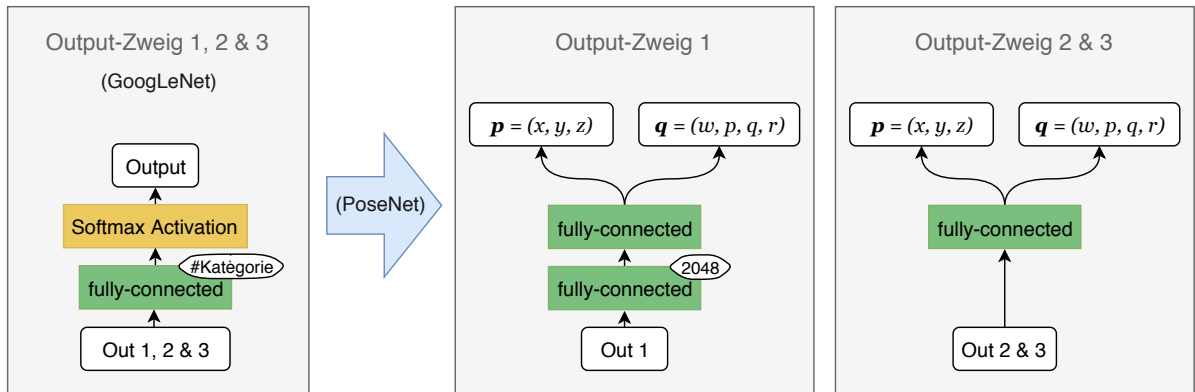 Output-Zweig 1, 2 & 3
(GoogLeNet)
Output
Softmax Activation
#Kategorie
fully-connected
Out 1, 2 & 3
(PoseNet)
Output-Zweig 1
p = (x, y, z)
q = (w, p, q, r)
fully-connected
2048
fully-connected
Out 1
Output-Zweig 2 & 3
p = (x, y, z)
q = (w, p, q, r)
fully-connected
Out 2 & 3